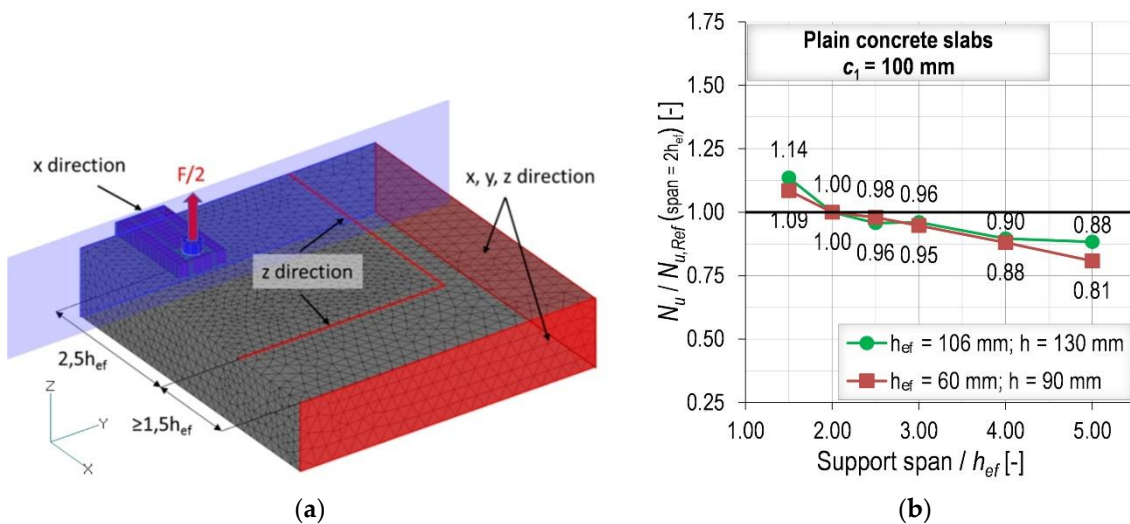 x direction
F/2
x, y, z direction
z direction
2,5hef
≥1,5hef
Z
Y
X
(a)
Nu / Nu,Ref (span = 2hef) [-]
1.75
1.50
1.25
1.00
0.75
0.50
0.25
Plain concrete slabs
c1 = 100 mm
1.14
1.00
0.98
0.96
0.90
0.88
1.09
1.00
0.96
0.95
0.88
0.81
hef = 106 mm; h = 130 mm
hef = 60 mm; h = 90 mm
1.00 2.00 3.00 4.00 5.00
Support span / hef [-]
(b)